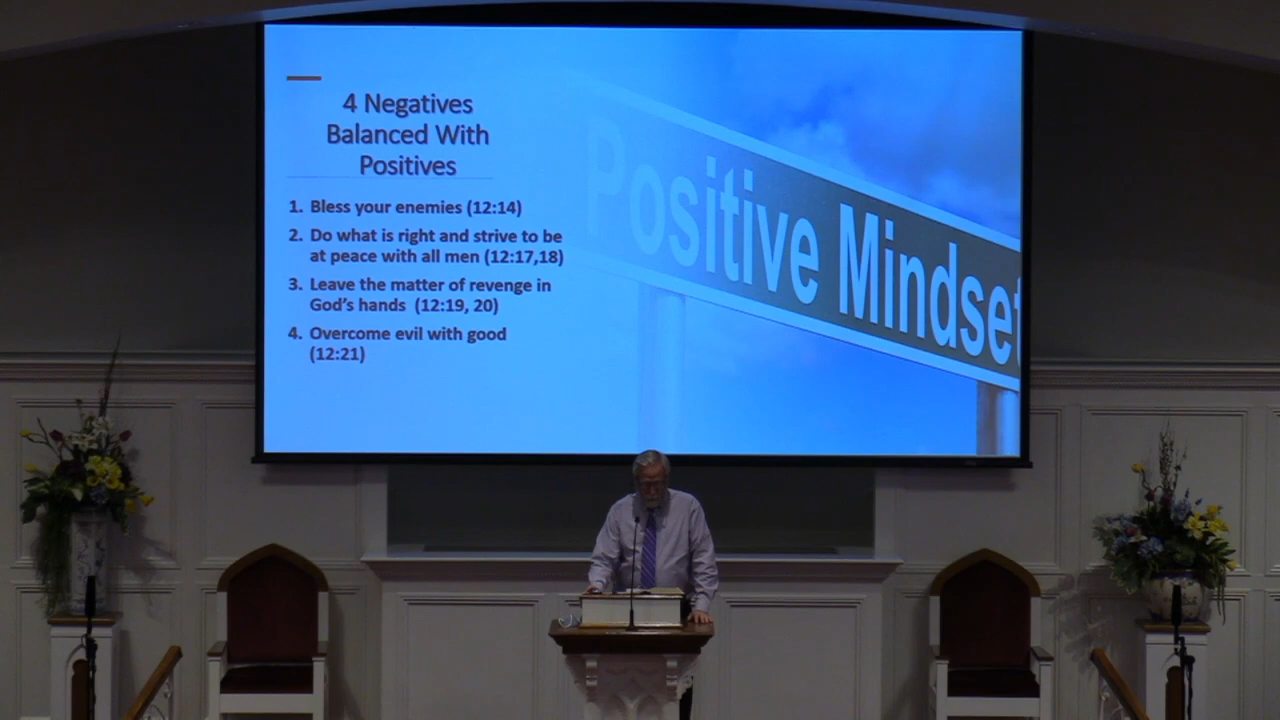 4 Negatives
Balanced With
Positives
1. Bless your enemies (12:14)
2. Do what is right and strive to be
at peace with all men (12:17,18)
3. Leave the matter of revenge in
God's hands  (12:19, 20)
4. Overcome evil with good
(12:21)
Positive Mindset